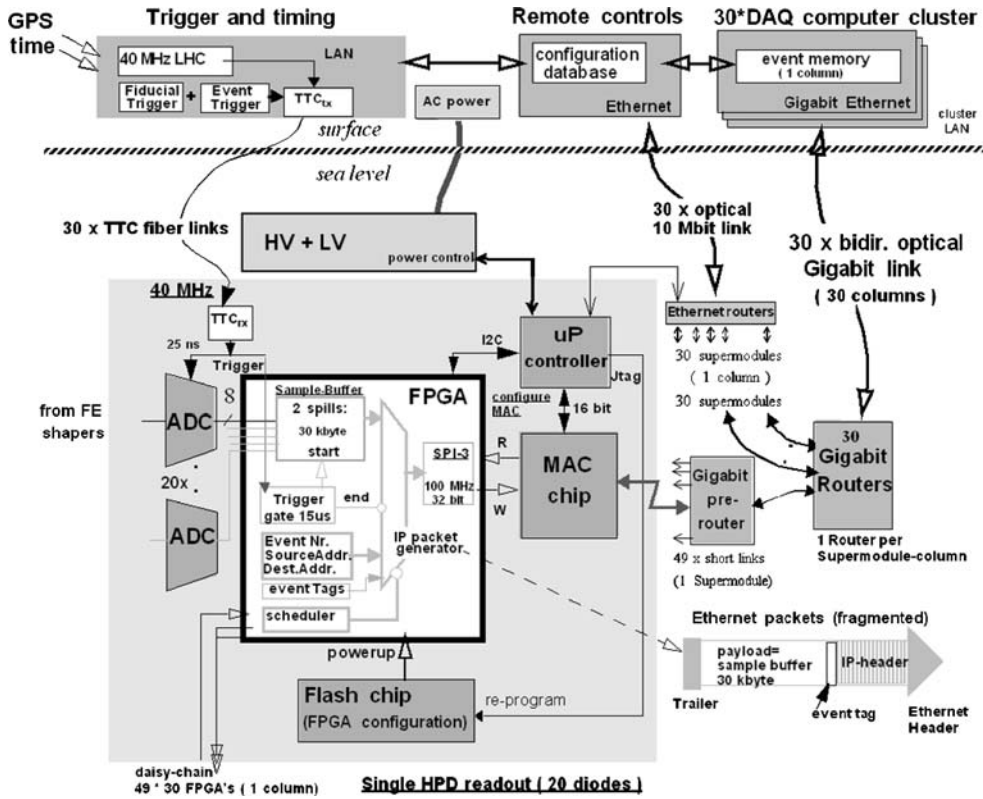 GPS
time
Trigger and timing
40 MHz LHC
LAN
Fiducial
Trigger
+
Event
Trigger
TTCtx
surface
AC power
Remote controls
configuration
database
Ethernet
30*DAQ computer cluster
event memory
( 1 column)
Gigabit Ethernet
cluster
LAN
sea level
30 x TTC fiber links
HV + LV
power control
30 x optical
10 Mbit link
30 x bidir. optical
Gigabit link
( 30 columns )
40 MHz
TTCtx
25 ns
Trigger
from FE
shapers
ADC
8
20x
ADC
FPGA
Sample-Buffer
2 spills:
30 kbyte
start
Trigger
gate 15us
end
Event Nr.
SourceAddr.
Dest.Addr.
event Tags
scheduler
SPI-3
100 MHz
32 bit
IP packet
generator
I2C
uP
controller
Jtag
configure
MAC
16 bit
R
W
MAC
chip
Ethernet routers
30 supermodules
( 1 column )
30 supermodules
Gigabit
pre-
router
49 x short links
(1 Supermodule)
30
Gigabit
Routers
1 Router per
Supermodule-column
powerup
Flash chip
(FPGA configuration)
re-program
daisy-chain
49 * 30 FPGA's ( 1 column)
Single HPD readout ( 20 diodes )
Ethernet packets (fragmented)
payload=
sample buffer
30 kbyte
IP-header
Trailer
event tag
Ethernet
Header